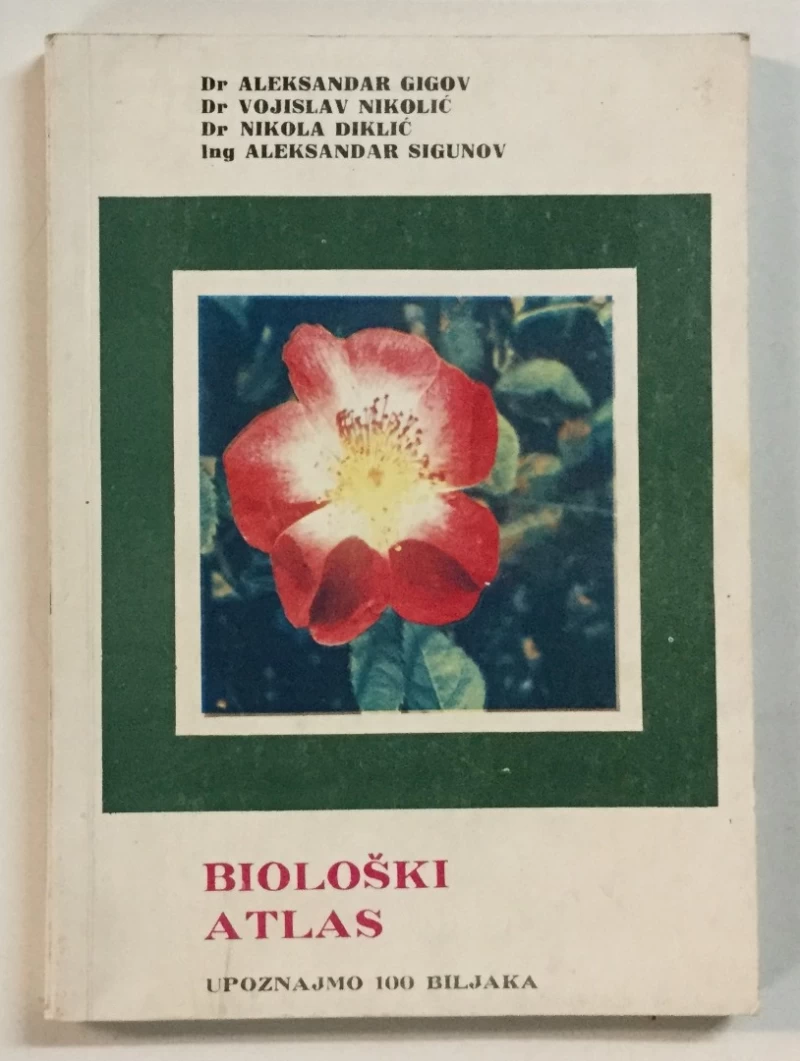 Dr ALEKSANDAR GIGOV
Dr VOJISLAV NIKOLIĆ
Dr NIKOLA DIKLIĆ
Ing ALEKSANDAR SIGUNOV
BIOLOŠKI
ATLAS
UPOZNAJMO 100 BILJAKA